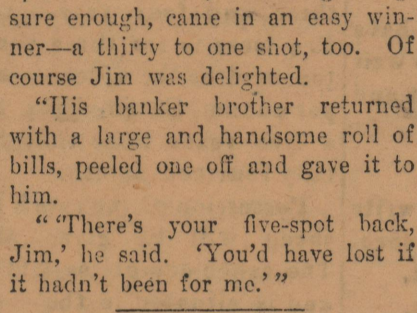 sure enough, came in an easy win-
ner—a thirty to one shot, too. Of
course Jim was delighted.
"His banker brother returned
with a large and handsome roll of
bills, peeled one off and gave it to
him.
" 'There's your five-spot back,
Jim,' he said. 'You'd have lost if
it hadn't been for me.' "